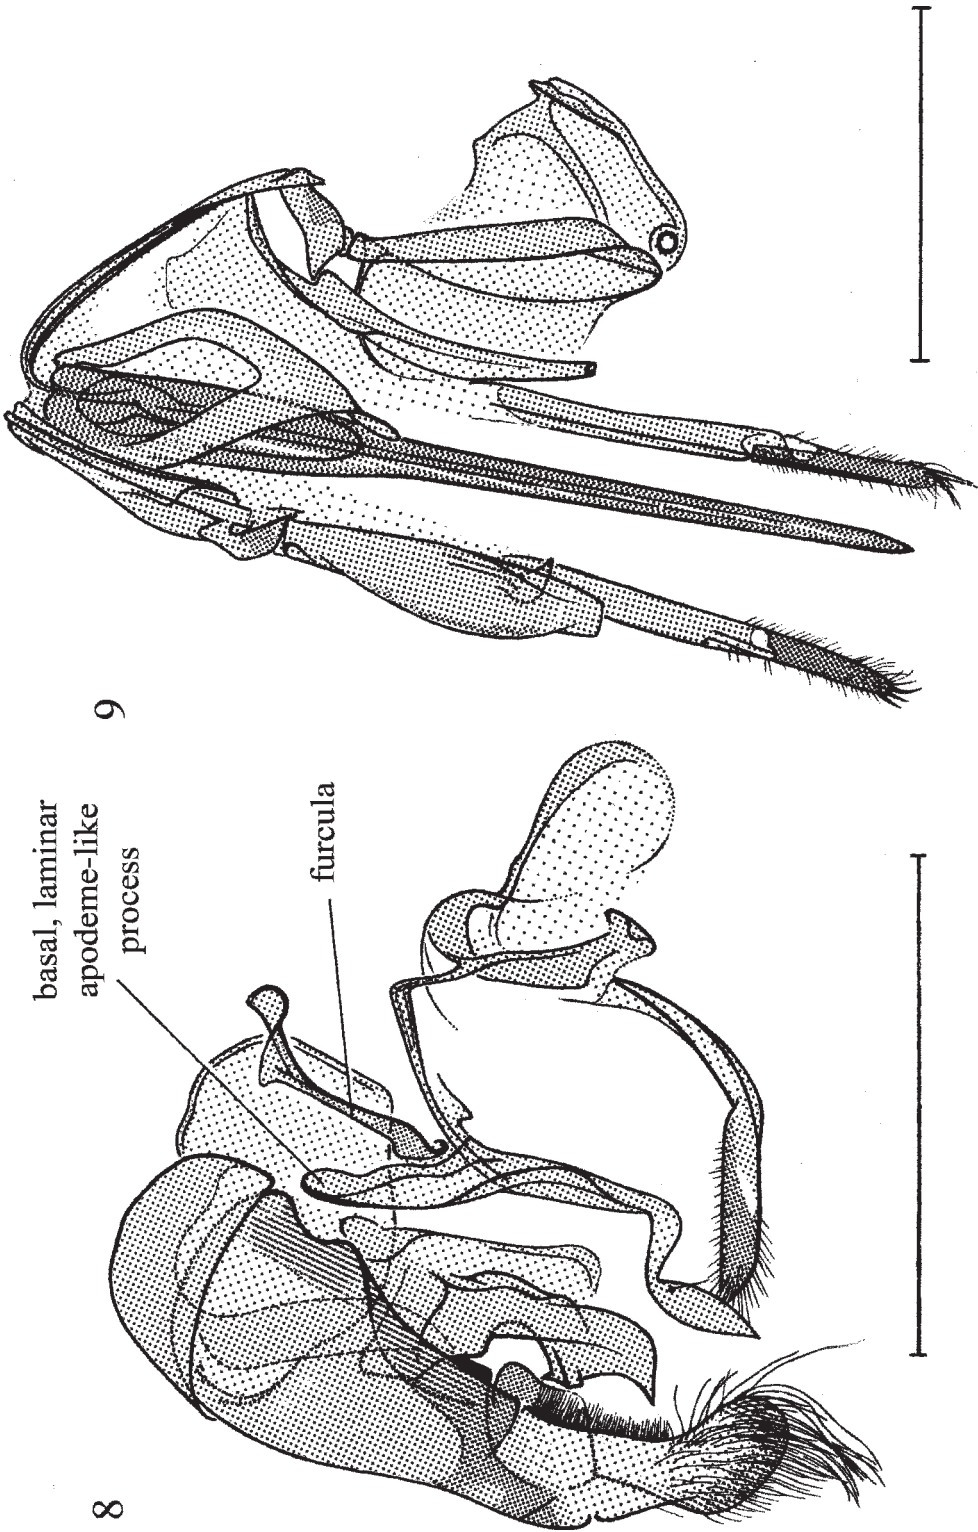 8
basal, laminar
apodeme-like
process
furcula
9